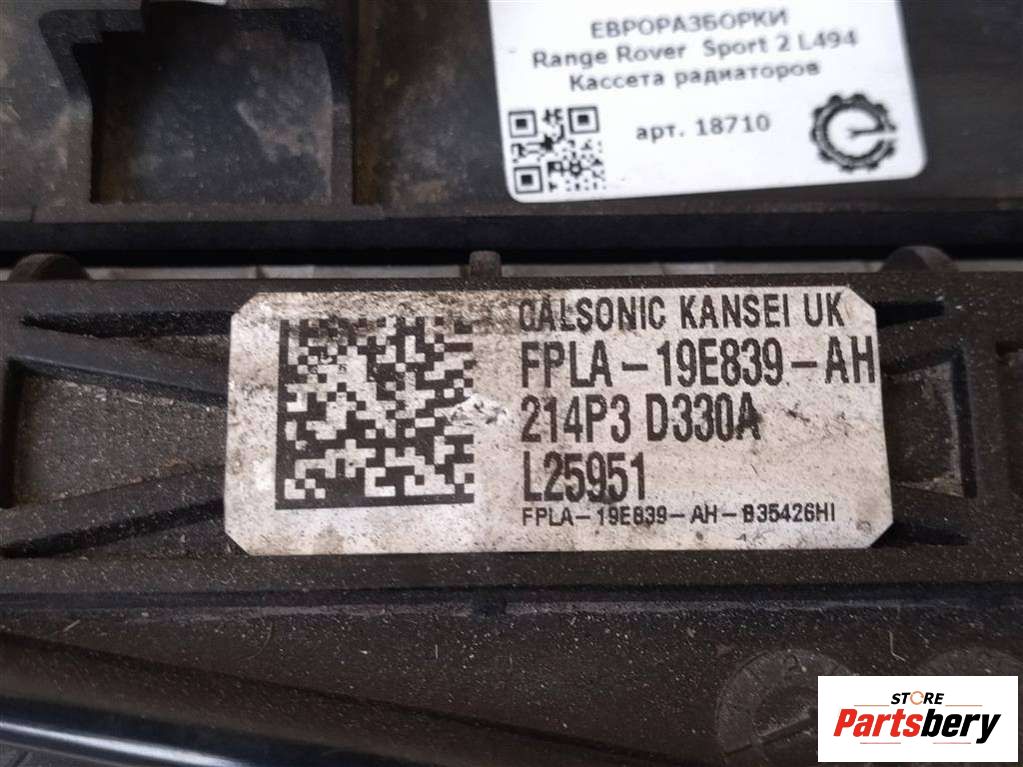 ЕВРОРАЗБОРКИ
Range Rover Sport 2 L494
Кассета радиаторов
арт. 18710
CALSONIC KANSEI UK
FPLA-19E839-AH
214P3 D330A
L25951
FPLA-19E839-AH-B35426HI
STORE
Partsbery